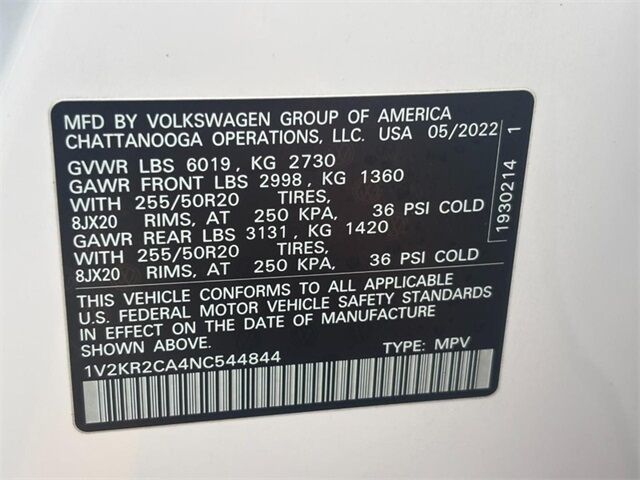 MFD BY VOLKSWAGEN GROUP OF AMERICA
CHATTANOOGA OPERATIONS, LLC. USA 05/2022
GVWR LBS 6019, KG 2730
GAWR FRONT LBS 2998, KG 1360
WITH 255/50R20 TIRES,
8JX20 RIMS, AT 250 KPA, 36 PSI COLD
GAWR REAR LBS 3131, KG 1420
WITH 255/50R20 TIRES,
8JX20 RIMS, AT 250 KPA, 36 PSI COLD
1930214 1
THIS VEHICLE CONFORMS TO ALL APPLICABLE
U.S. FEDERAL MOTOR VEHICLE SAFETY STANDARDS
IN EFFECT ON THE DATE OF MANUFACTURE
SHOWN ABOVE.
1V2KR2CA4NC544844 TYPE: MPV